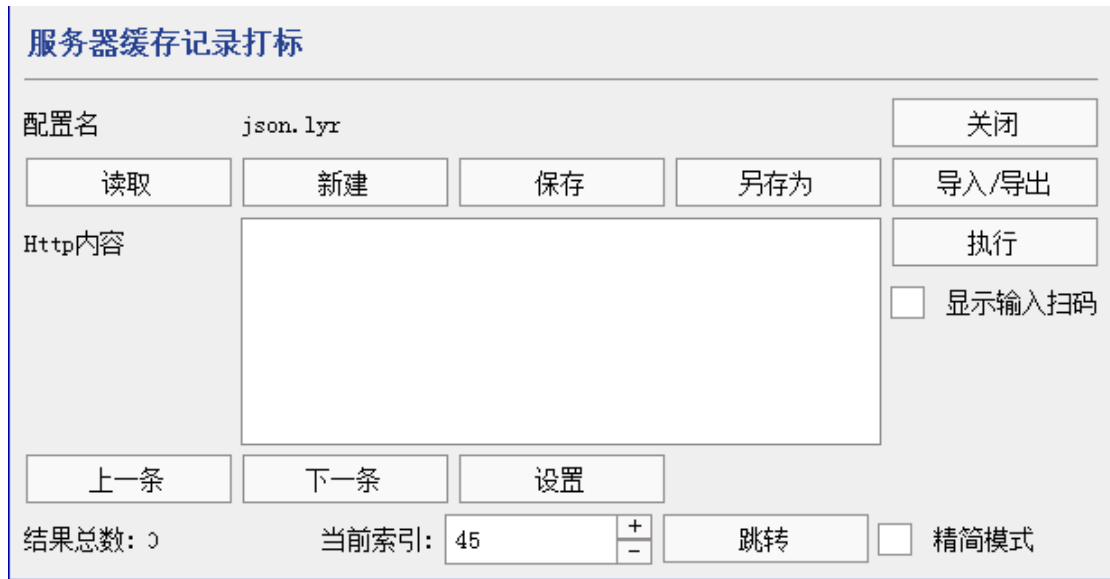 服务器缓存记录打标
配置名 json.lyr 关闭
读取 新建 保存 另存为 导入/导出
Http内容 执行
显示输入扫码
上一条 下一条 设置
结果总数: 0 当前索引: 45 + - 跳转 精简模式